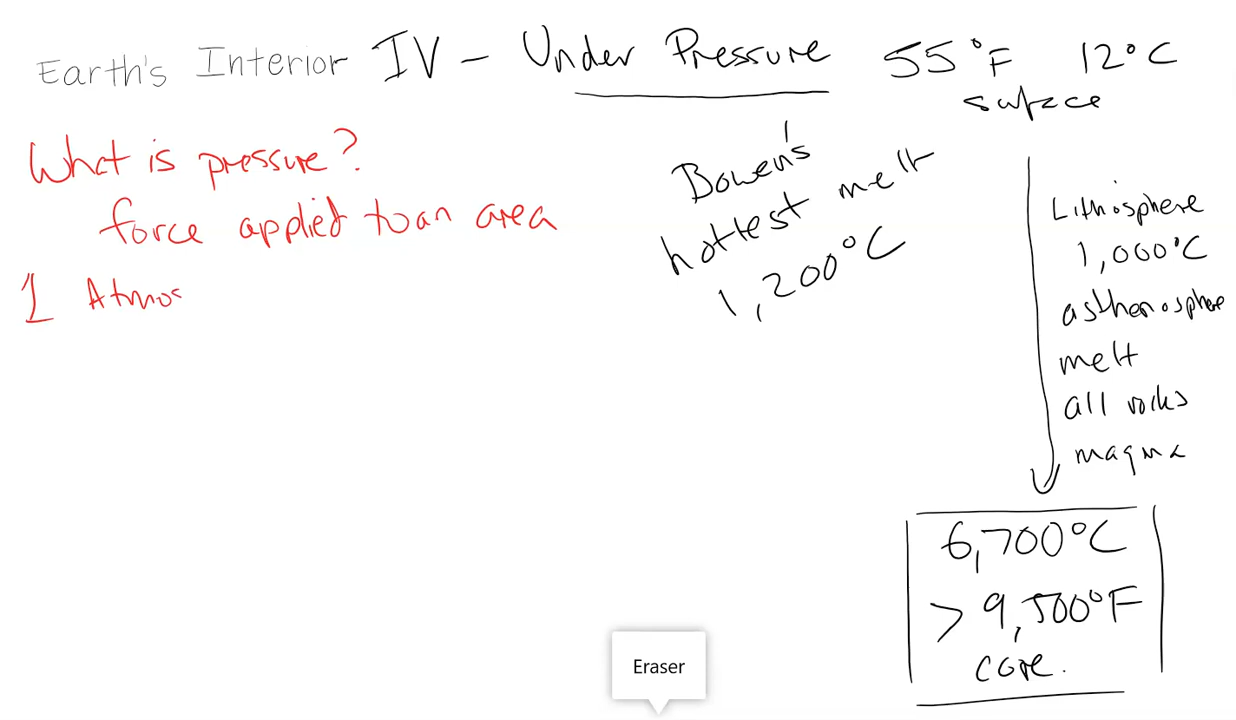 Earth's Interior IV - Under Pressure
55°F 12°C
surface
What is pressure?
force applied to an area
1 Atmos
Bowen's
hottest melt
1,200°C
Lithosphere
1,000°C
asthenosphere
melt
all rocks
magma
6,700°C
> 9,500°F
core.
Eraser